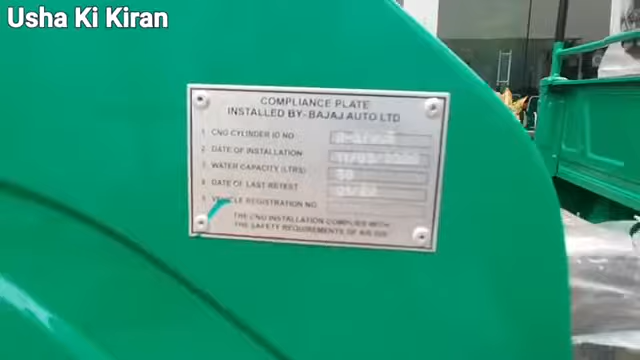 Usha Ki Kiran
COMPLIANCE PLATE
INSTALLED BY:-BAJAJ AUTO LTD
1. CNG CYLINDER ID NO
2. DATE OF INSTALLATION
3. WATER CAPACITY (LTRS)
4. DATE OF LAST RETEST
5. VEHICLE REGISTRATION NO.
THE CNG INSTALLATION COMPLIES WITH
THE SAFETY REQUIREMENTS OF